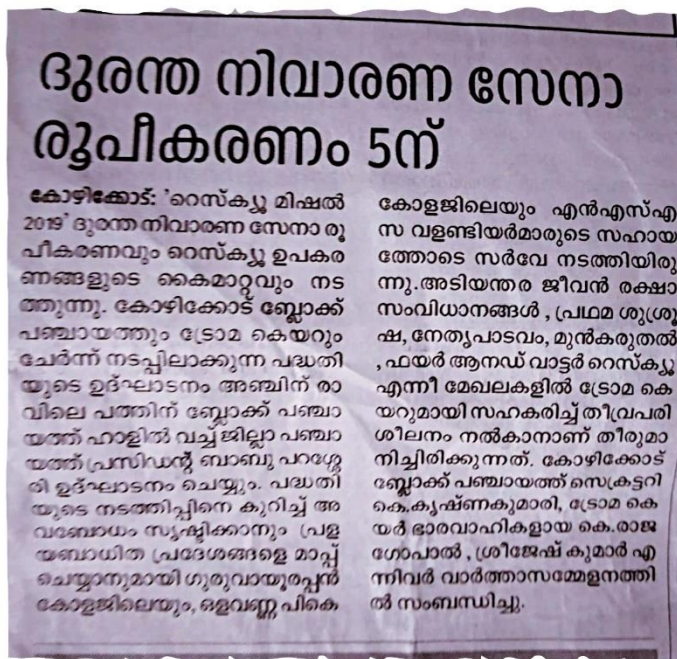 ദുരന്ത നിവാരണ സേനാ
രൂപീകരണം 5ന്
കോഴിക്കോട്: 'റെസ്ക്യൂ മിഷൽ
2019' ദുരന്തനിവാരണ സേനാ രൂ
പീകരണവും റെസ്ക്യൂ ഉപകര
ണങ്ങളുടെ കൈമാറ്റവും നട
ത്തുന്നു. കോഴിക്കോട് ബ്ലോക്ക്
പഞ്ചായത്തും ട്രോമ കെയറും
ചേർന്ന് നടപ്പിലാക്കുന്ന പദ്ധതി
യുടെ ഉദ്ഘാടനം അഞ്ചിന് രാ
വിലെ പത്തിന് ബ്ലോക്ക് പഞ്ചാ
യത്ത് ഹാളിൽ വച്ച് ജില്ലാ പഞ്ചാ
യത്ത് പ്രസിഡന്റ് ബാബു പറശ്ശേ
രി ഉദ്ഘാടനം ചെയ്യും. പദ്ധതി
യുടെ നടത്തിപ്പിനെ കുറിച്ച് അ
വബോധം സൃഷ്ടിക്കാനും പ്രള
യബാധിത പ്രദേശങ്ങളെ മാപ്പ്
ചെയ്യാനുമായി ഗുരുവായൂരപ്പൻ
കോളജിലെയും, ഒളവണ്ണ പികെ
കോളജിലെയും എൻഎസ്എ
സ വളണ്ടിയർമാരുടെ സഹായ
ത്തോടെ സർവേ നടത്തിയിരു
ന്നു.അടിയന്തര ജീവൻ രക്ഷാ
സംവിധാനങ്ങൾ , പ്രഥമ ശുശ്രൂ
ഷ, നേതൃപാടവം, മുൻകരുതൽ
, ഫയർ ആനഡ് വാട്ടർ റെസ്ക്യൂ
എന്നീ മേഖലകളിൽ ട്രോമ കെ
യറുമായി സഹകരിച്ച് തീവ്രപരി
ശീലനം നൽകാനാണ് തീരുമാ
നിച്ചിരിക്കുന്നത്. കോഴിക്കോട്
ബ്ലോക്ക് പഞ്ചായത്ത് സെക്രട്ടറി
കെ.കൃഷ്ണകുമാരി, ട്രോമ കെ
യർ ഭാരവാഹികളായ കെ.രാജ
ഗോപാൽ , ശ്രീജേഷ് കുമാർ എ
ന്നിവർ വാർത്താസമ്മേളനത്തി
ൽ സംബന്ധിച്ചു.